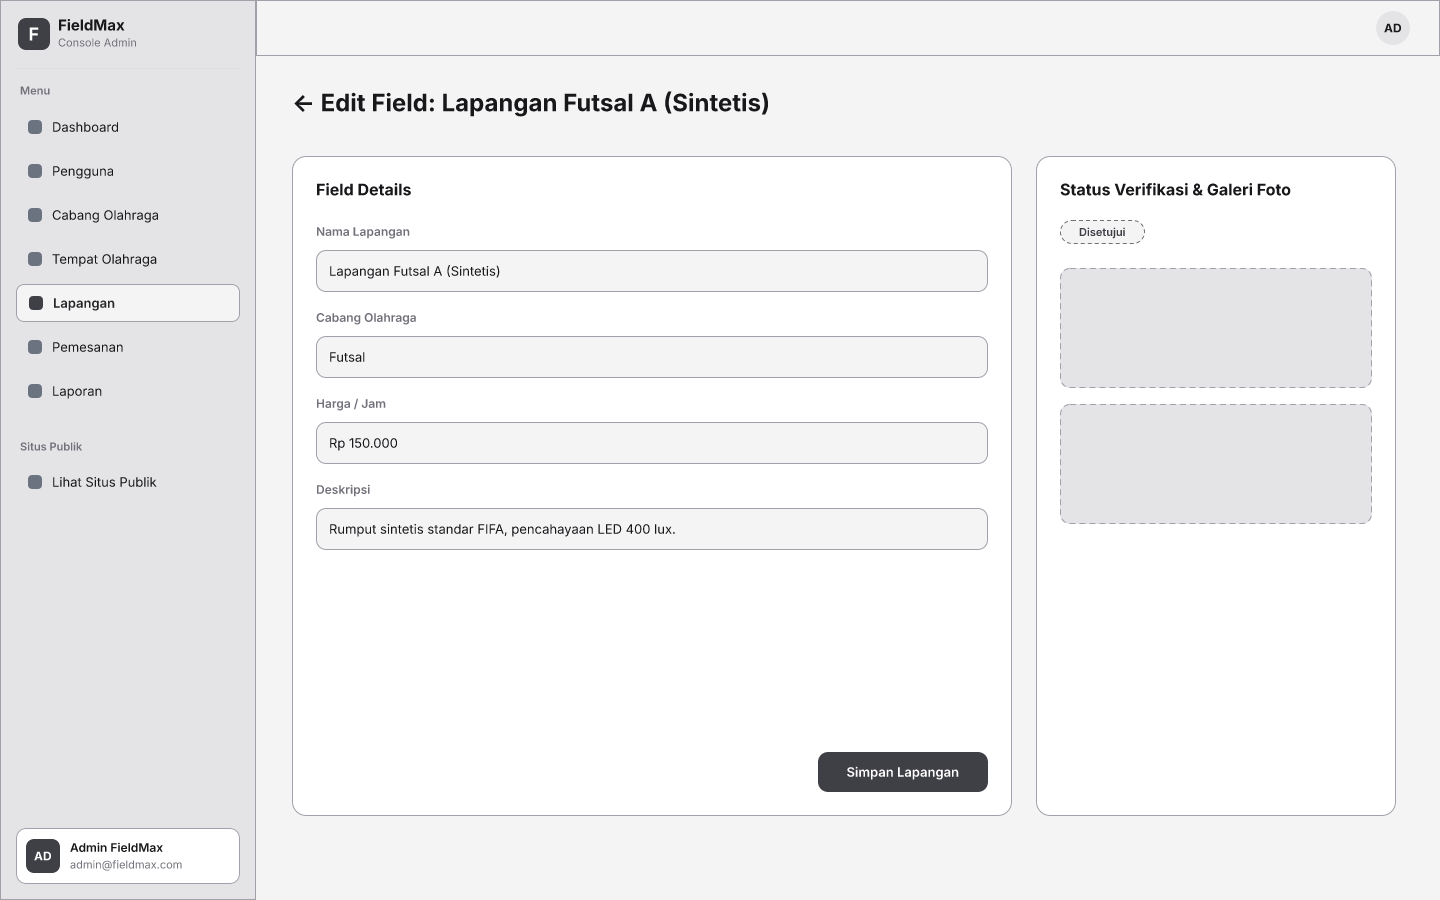 F
FieldMax
Console Admin
Menu
Dashboard
Pengguna
Cabang Olahraga
Tempat Olahraga
Lapangan
Pemesanan
Laporan
Situs Publik
Lihat Situs Publik
AD
Admin FieldMax
admin@fieldmax.com
AD
← Edit Field: Lapangan Futsal A (Sintetis)
Field Details
Nama Lapangan
Lapangan Futsal A (Sintetis)
Cabang Olahraga
Futsal
Harga / Jam
Rp 150.000
Deskripsi
Rumput sintetis standar FIFA, pencahayaan LED 400 lux.
Simpan Lapangan
Status Verifikasi & Galeri Foto
Disetujui